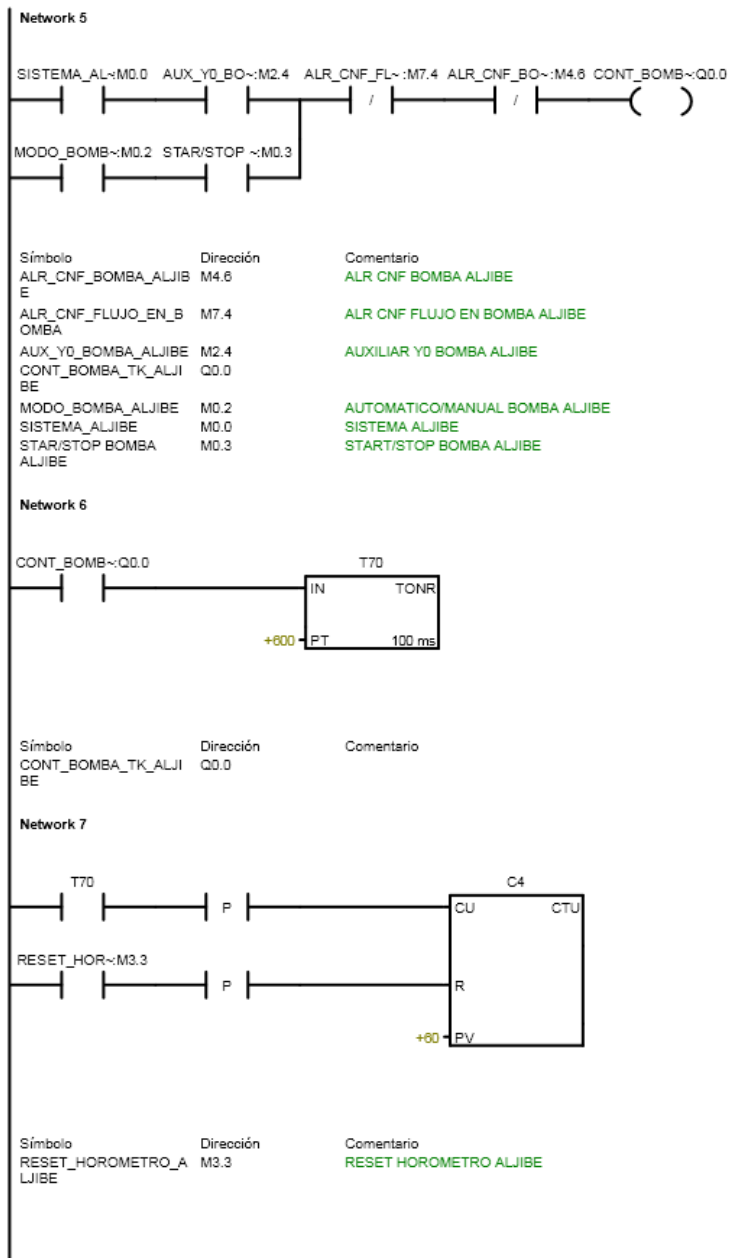 Network 5
SISTEMA_AL~:M0.0 AUX_Y0_BO~:M2.4 ALR_CNF_FL~:M7.4 ALR_CNF_BO~:M4.6 CONT_BOMB~:Q0.0
/ /
MODO_BOMB~:M0.2 STAR/STOP ~:M0.3
Símbolo Dirección Comentario
ALR_CNF_BOMBA_ALJIB M4.6 ALR CNF BOMBA ALJIBE
E
ALR_CNF_FLUJO_EN_B M7.4 ALR CNF FLUJO EN BOMBA ALJIBE
OMBA
AUX_Y0_BOMBA_ALJIBE M2.4 AUXILIAR Y0 BOMBA ALJIBE
CONT_BOMBA_TK_ALJI Q0.0
BE
MODO_BOMBA_ALJIBE M0.2 AUTOMATICO/MANUAL BOMBA ALJIBE
SISTEMA_ALJIBE M0.0 SISTEMA ALJIBE
STAR/STOP BOMBA M0.3 START/STOP BOMBA ALJIBE
ALJIBE
Network 6
CONT_BOMB~:Q0.0 T70
IN TONR
+600 PT 100 ms
Símbolo Dirección Comentario
CONT_BOMBA_TK_ALJI Q0.0
BE
Network 7
T70 C4
P CU CTU
RESET_HOR~:M3.3
P R
+60 PV
Símbolo Dirección Comentario
RESET_HOROMETRO_A M3.3 RESET HOROMETRO ALJIBE
LJIBE